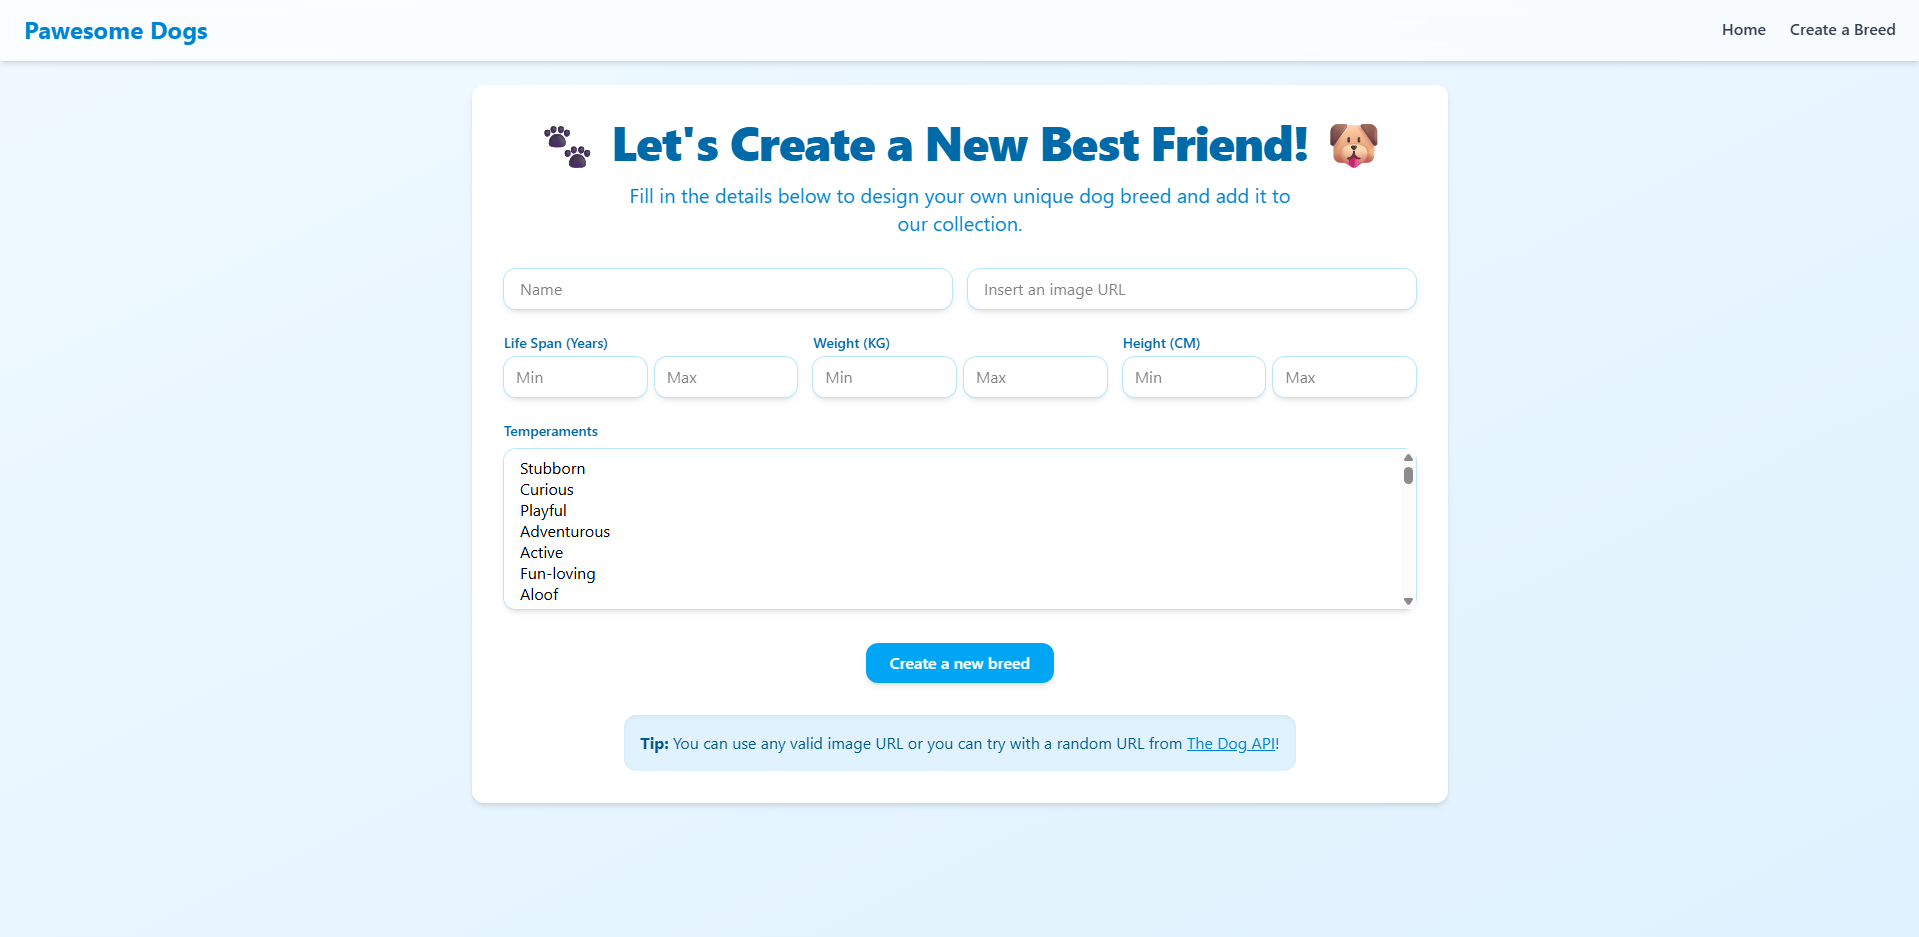 Pawesome Dogs
Home
Create a Breed
Let's Create a New Best Friend!
Fill in the details below to design your own unique dog breed and add it to
our collection.
Name
Insert an image URL
Life Span (Years)
Weight (KG)
Height (CM)
Min
Max
Min
Max
Min
Max
Temperaments
Stubborn
Curious
Playful
Adventurous
Active
Fun-loving
Aloof
Create a new breed
Tip: You can use any valid image URL or you can try with a random URL from The Dog API!